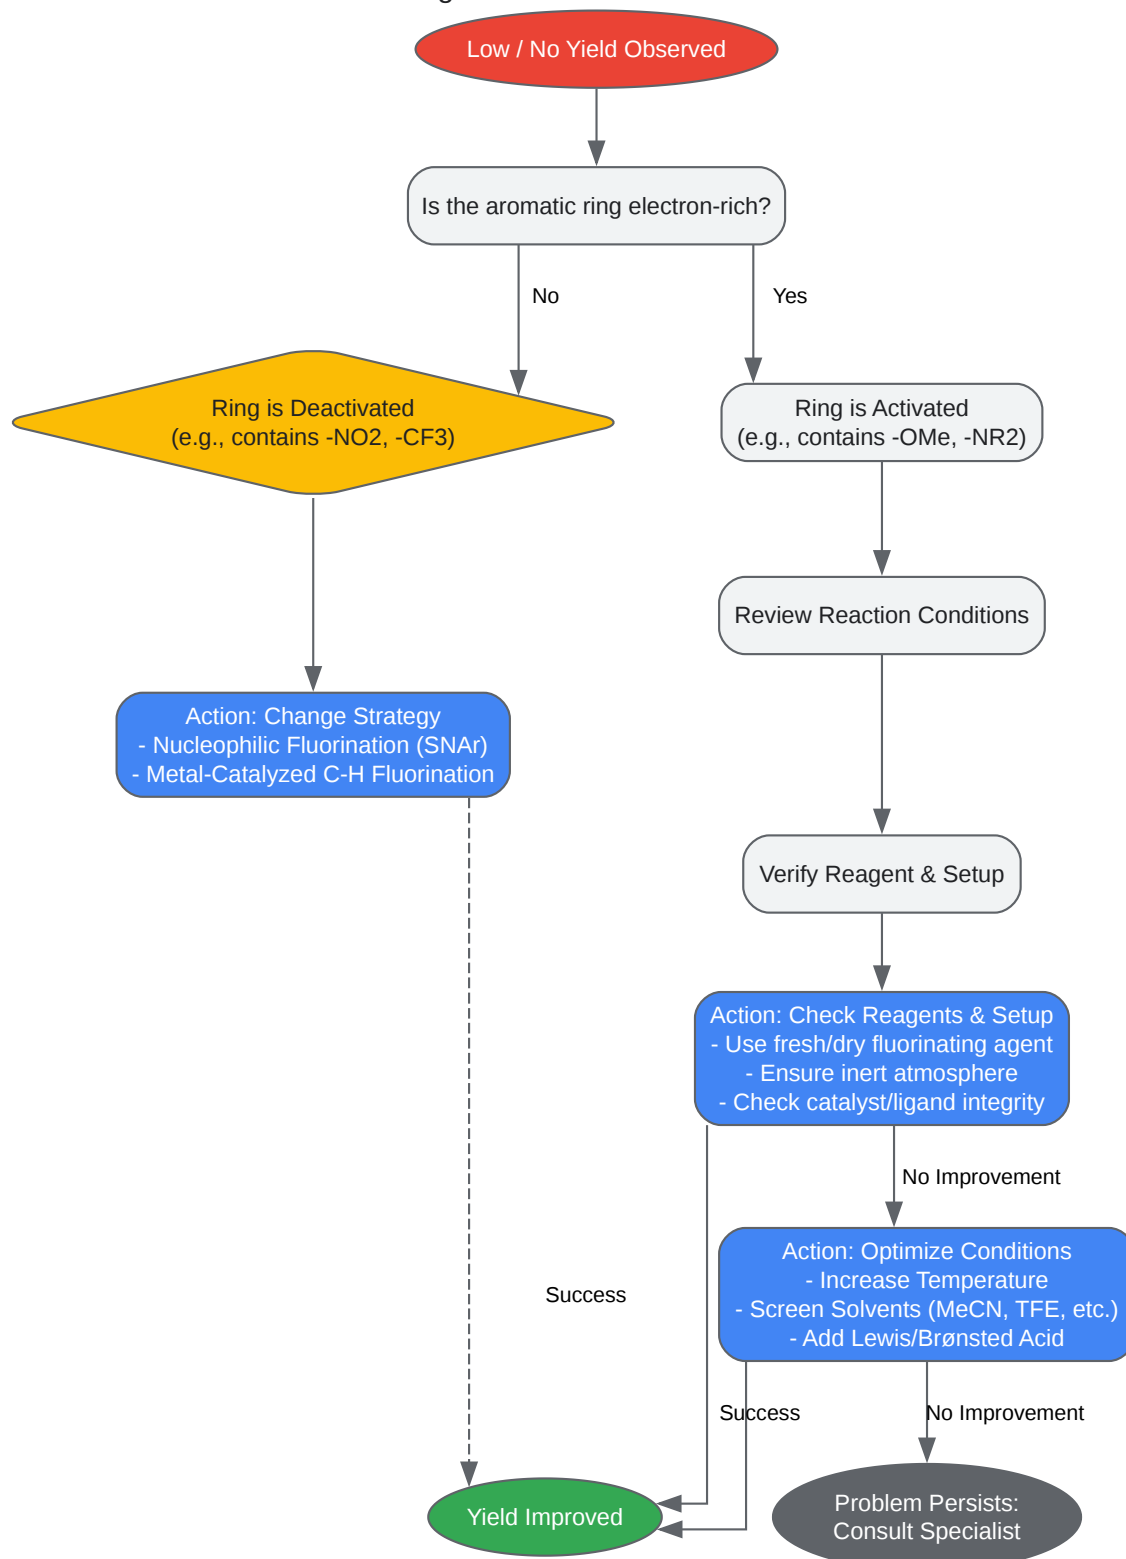 Low / No Yield Observed
Is the aromatic ring electron-rich?
No
Yes
Ring is Deactivated
(e.g., contains -NO2, -CF3)
Ring is Activated
(e.g., contains -OMe, -NR2)
Review Reaction Conditions
Action: Change Strategy
- Nucleophilic Fluorination (SNAr)
- Metal-Catalyzed C-H Fluorination
Verify Reagent & Setup
Action: Check Reagents & Setup
- Use fresh/dry fluorinating agent
- Ensure inert atmosphere
- Check catalyst/ligand integrity
No Improvement
Action: Optimize Conditions
- Increase Temperature
- Screen Solvents (MeCN, TFE, etc.)
- Add Lewis/Brønsted Acid
Success
Success
No Improvement
Yield Improved
Problem Persists:
Consult Specialist